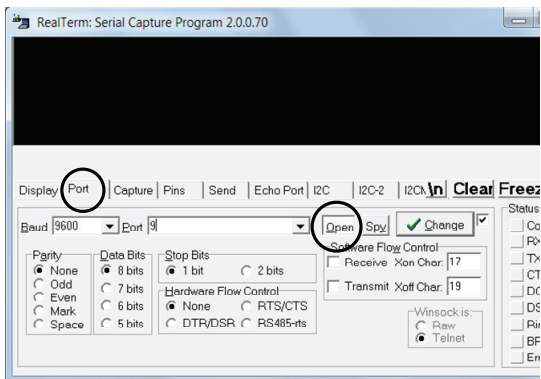 RealTerm: Serial Capture Program 2.0.0.70
Display Port Capture Pins Send Echo Port I2C I2C-2 \n Clear
Baud 9600 Port 9 Open Spy Change
Status
Parity
None
Odd
Even
Mark
Space
Data Bits
8 bits
7 bits
6 bits
5 bits
Stop Bits
1 bit 2 bits
Hardware Flow Control
None RTS/CTS
DTR/DSR RS485-rts
Software Flow Control
Receive Xon Char: 17
Transmit Xoff Char: 19
Winsock is:
Raw
Telnet